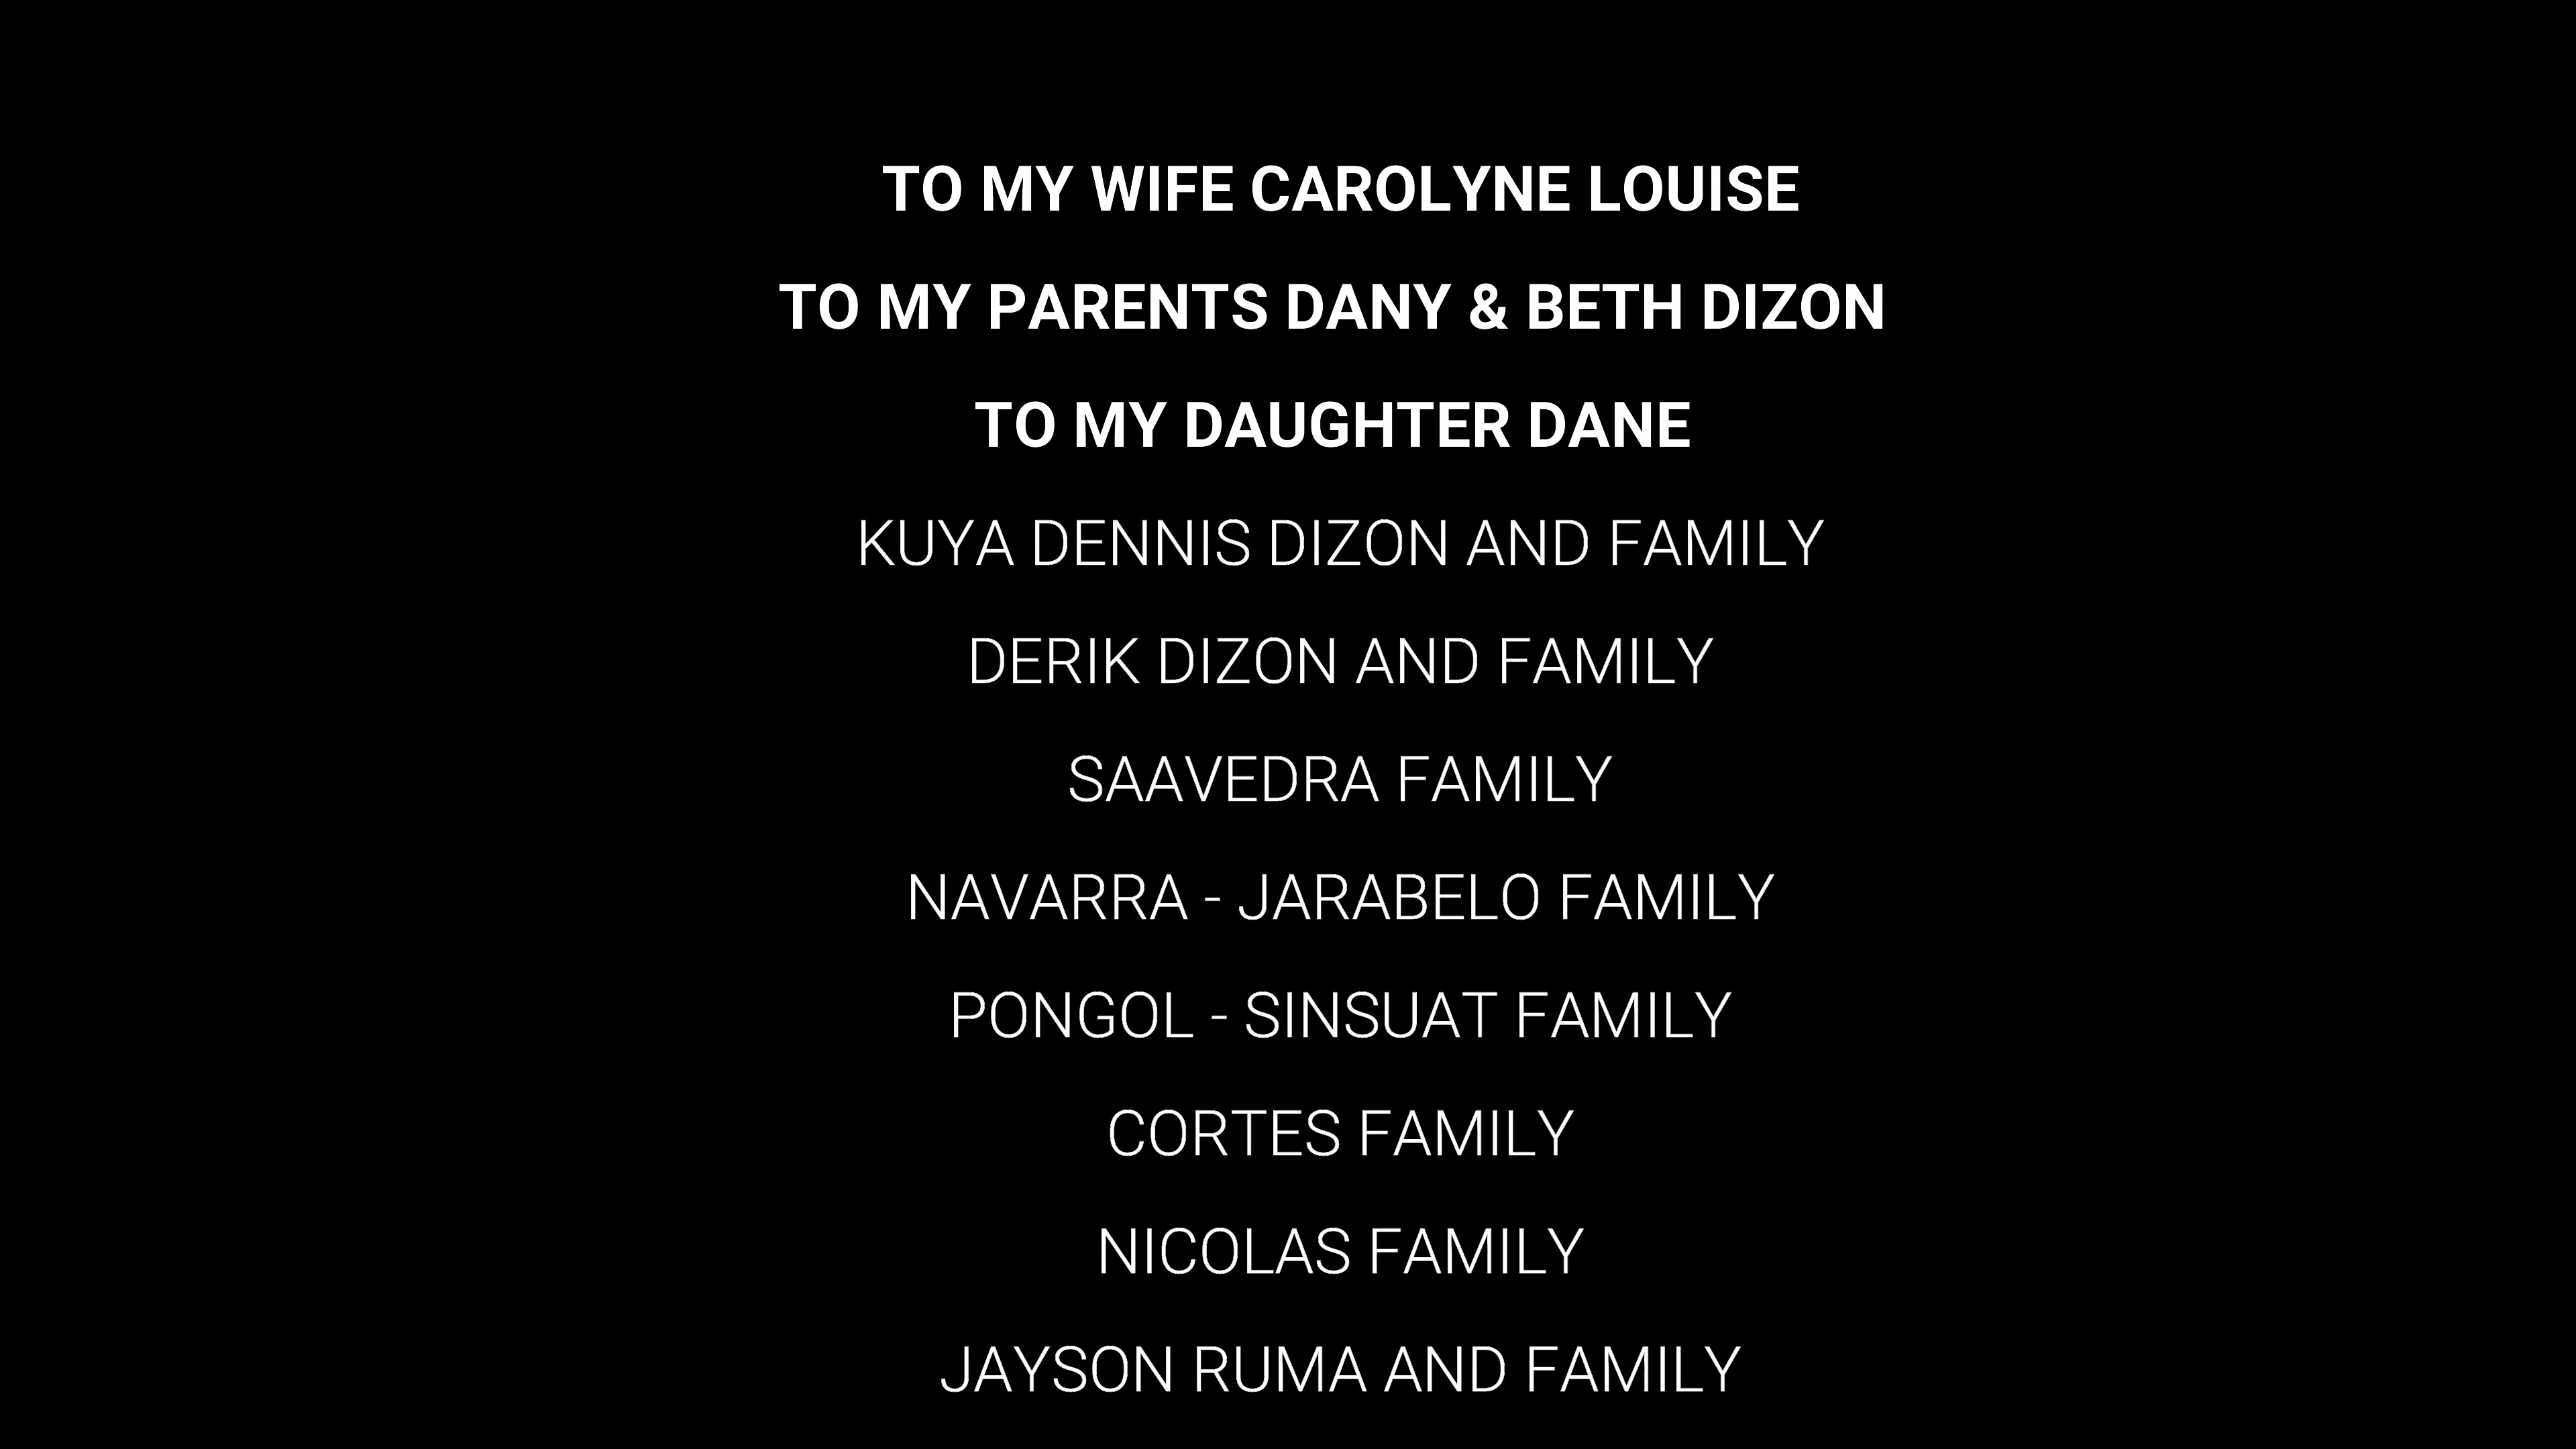 TO MY WIFE CAROLYNE LOUISE
TO MY PARENTS DANY & BETH DIZON
TO MY DAUGHTER DANE
KUYA DENNIS DIZON AND FAMILY
DERIK DIZON AND FAMILY
SAAVEDRA FAMILY
NAVARRA - JARABELO FAMILY
PONGOL - SINSUAT FAMILY
CORTES FAMILY
NICOLAS FAMILY
JAYSON RUMA AND FAMILY